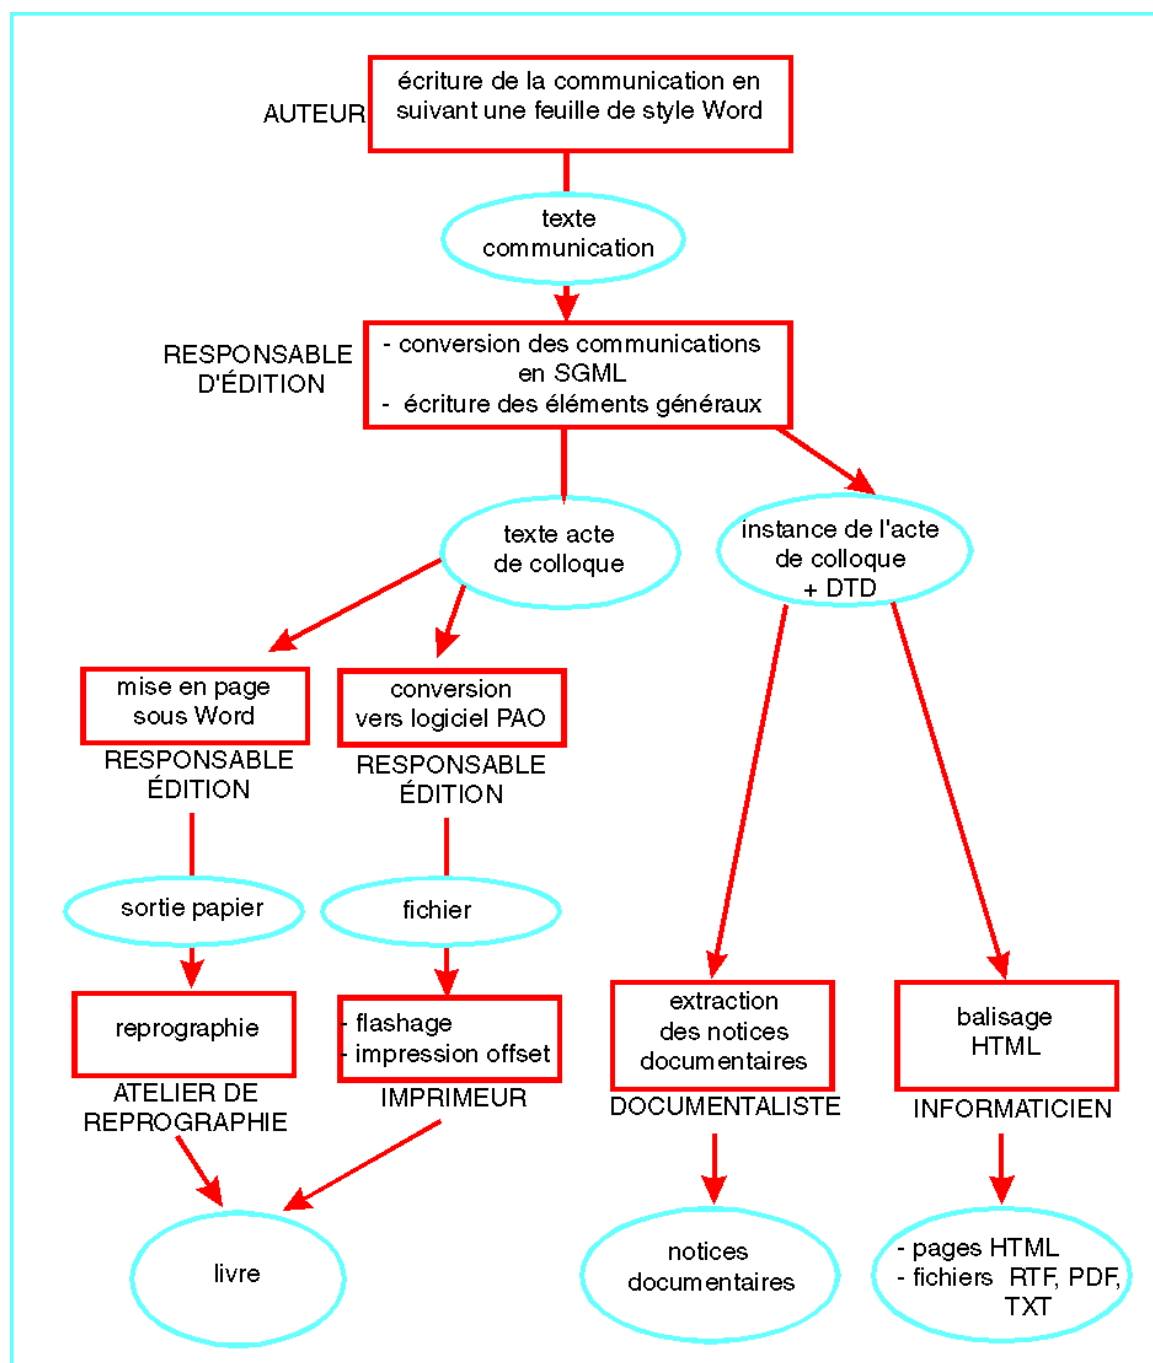 écriture de la communication en
suivant une feuille de style Word
AUTEUR
texte
communication
RESPONSABLE
D'ÉDITION
- conversion des communications
en SGML
- écriture des éléments généraux
texte acte
de colloque
instance de l'acte
de colloque
+ DTD
mise en page
sous Word
RESPONSABLE
ÉDITION
conversion
vers logiciel PAO
RESPONSABLE
ÉDITION
sortie papier
fichier
reprographie
ATELIER DE
REPROGRAPHIE
- flashage
- impression offset
IMPRIMEUR
extraction
des notices
documentaires
DOCUMENTALISTE
balisage
HTML
INFORMATICIEN
livre
notices
documentaires
- pages HTML
- fichiers RTF, PDF,
TXT